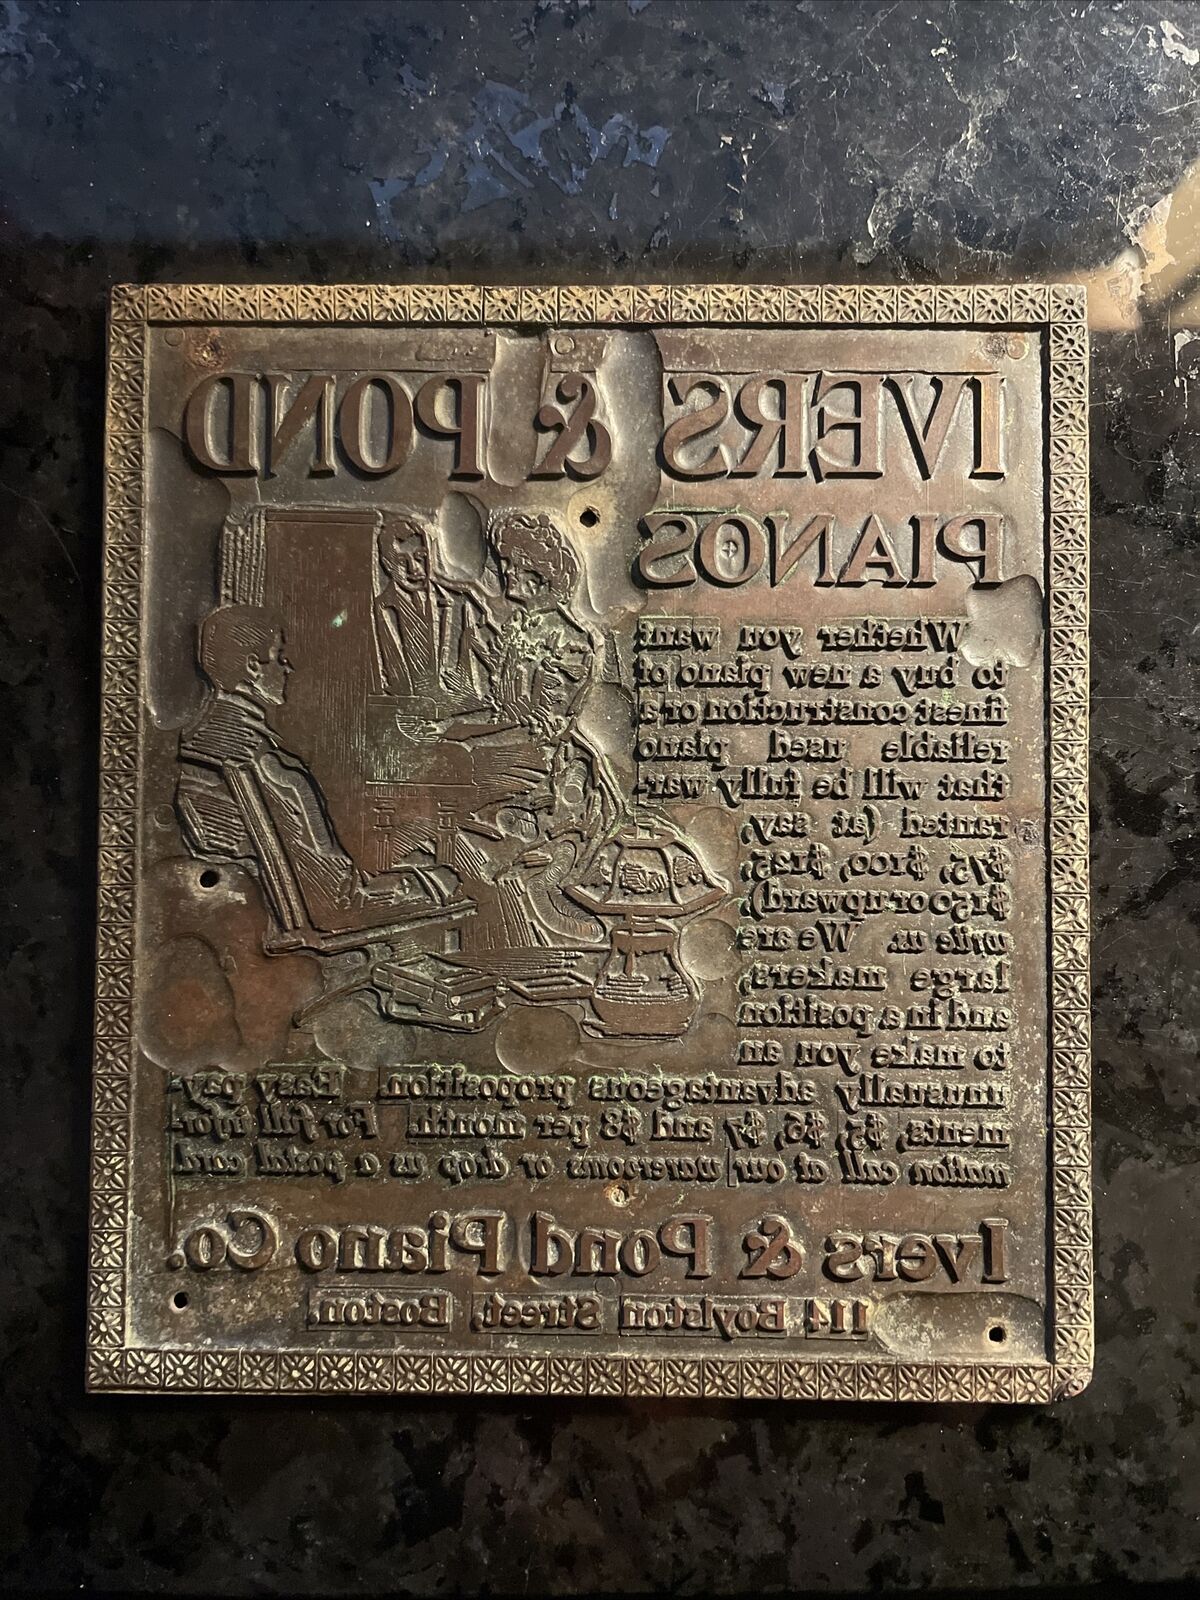 IVERS & POND
PIANOS
Whether you want
to buy a new piano of
finest construction or a
reliable used piano
that will be fully war-
ranted (at say,
$75, $100, $125,
$150 or upward),
write us. We are
large makers,
and in a position
to make you an
unusually advantageous proposition. Easy pay-
ments, $5, $6, $7 and $8 per month. For full infor-
mation call at our warerooms or drop us a postal card
Ivers & Pond Piano Co.
114 Boylston Street, Boston.